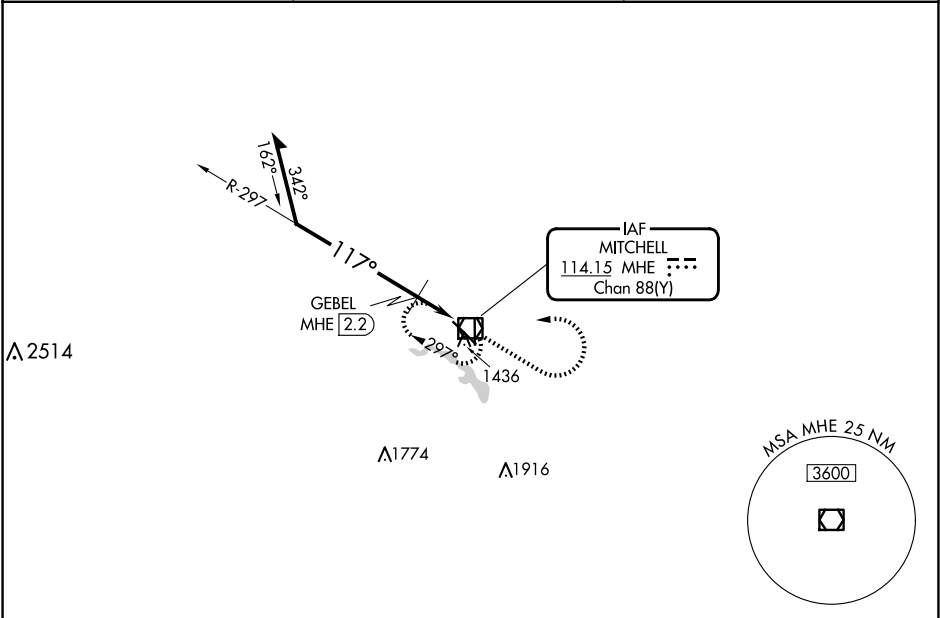 162°
342°
R-297
117°
IAF
MITCHELL
114.15 MHE
Chan 88(Y)
GEBEL
MHE 2.2
297°
1436
2514
1774
1916
MSA MHE 25 NM
3600